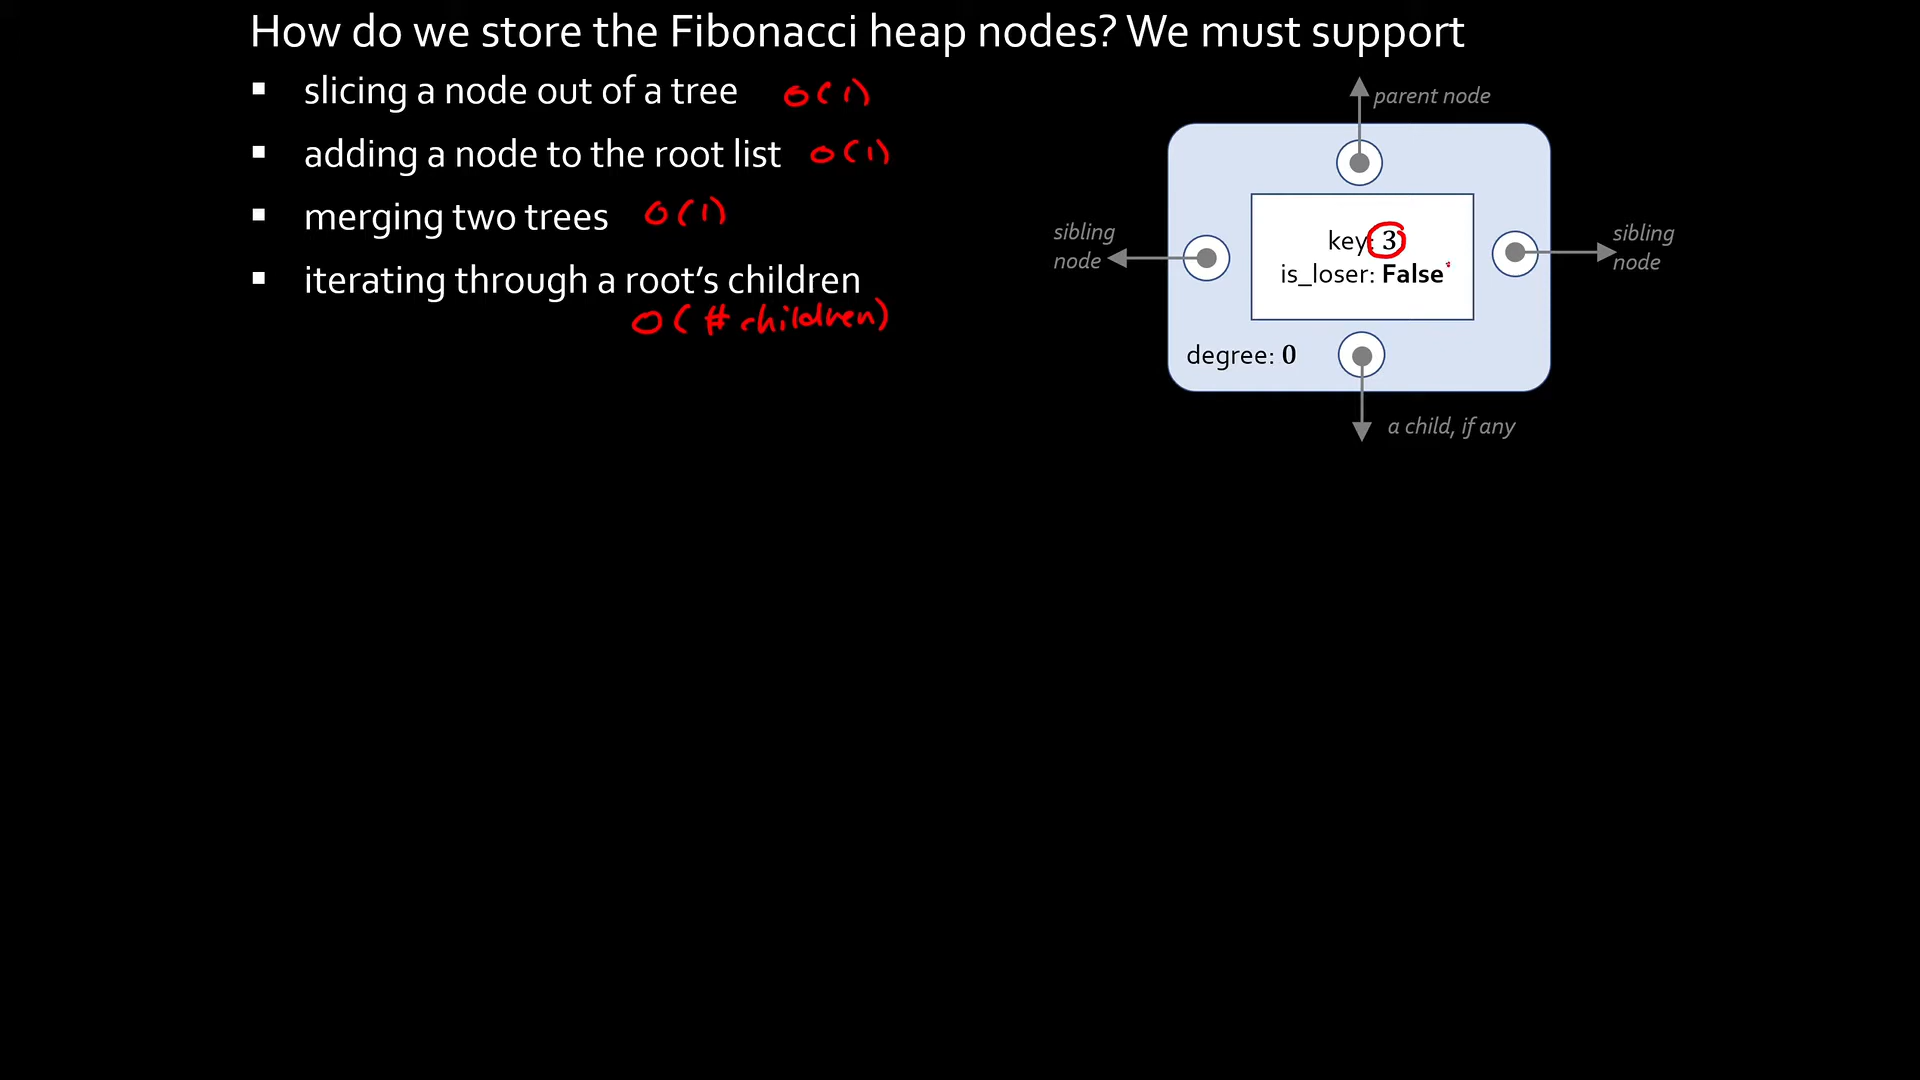 How do we store the Fibonacci heap nodes? We must support
▪ slicing a node out of a tree O(1)
▪ adding a node to the root list O(1)
▪ merging two trees O(1)
▪ iterating through a root's children
O(# children)
parent node
sibling
node
key: 3
is_loser: False
sibling
node
degree: 0
a child, if any